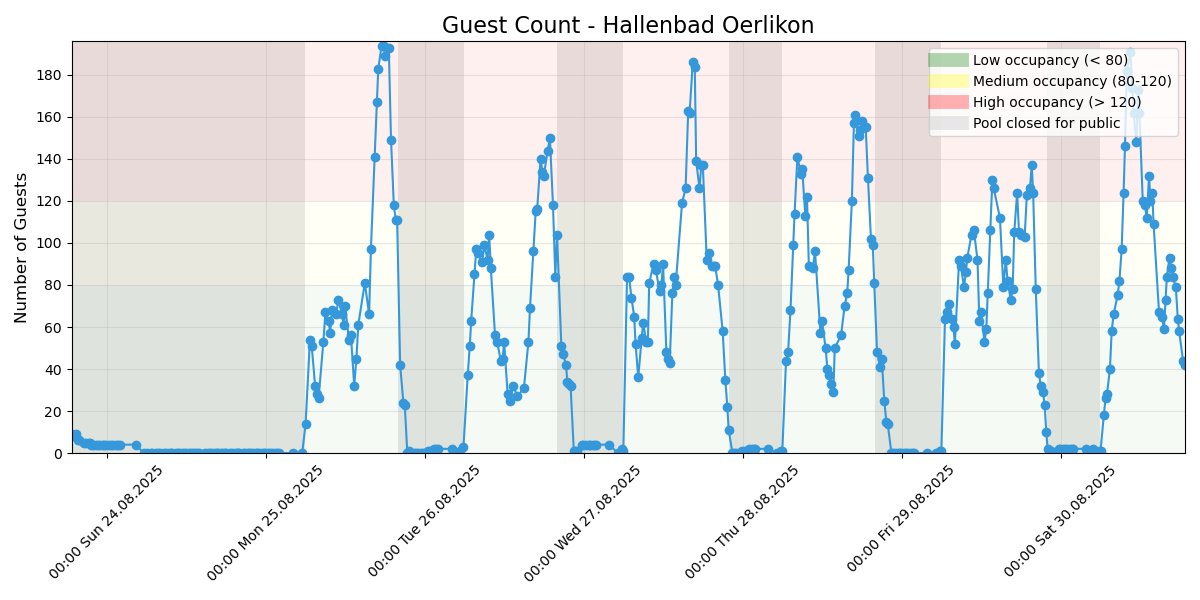 Guest Count - Hallenbad Oerlikon
Number of Guests
180
160
140
120
100
80
60
40
20
0
Low occupancy (< 80)
Medium occupancy (80-120)
High occupancy (> 120)
Pool closed for public
00:00 Sun 24.08.2025
00:00 Mon 25.08.2025
00:00 Tue 26.08.2025
00:00 Wed 27.08.2025
00:00 Thu 28.08.2025
00:00 Fri 29.08.2025
00:00 Sat 30.08.2025